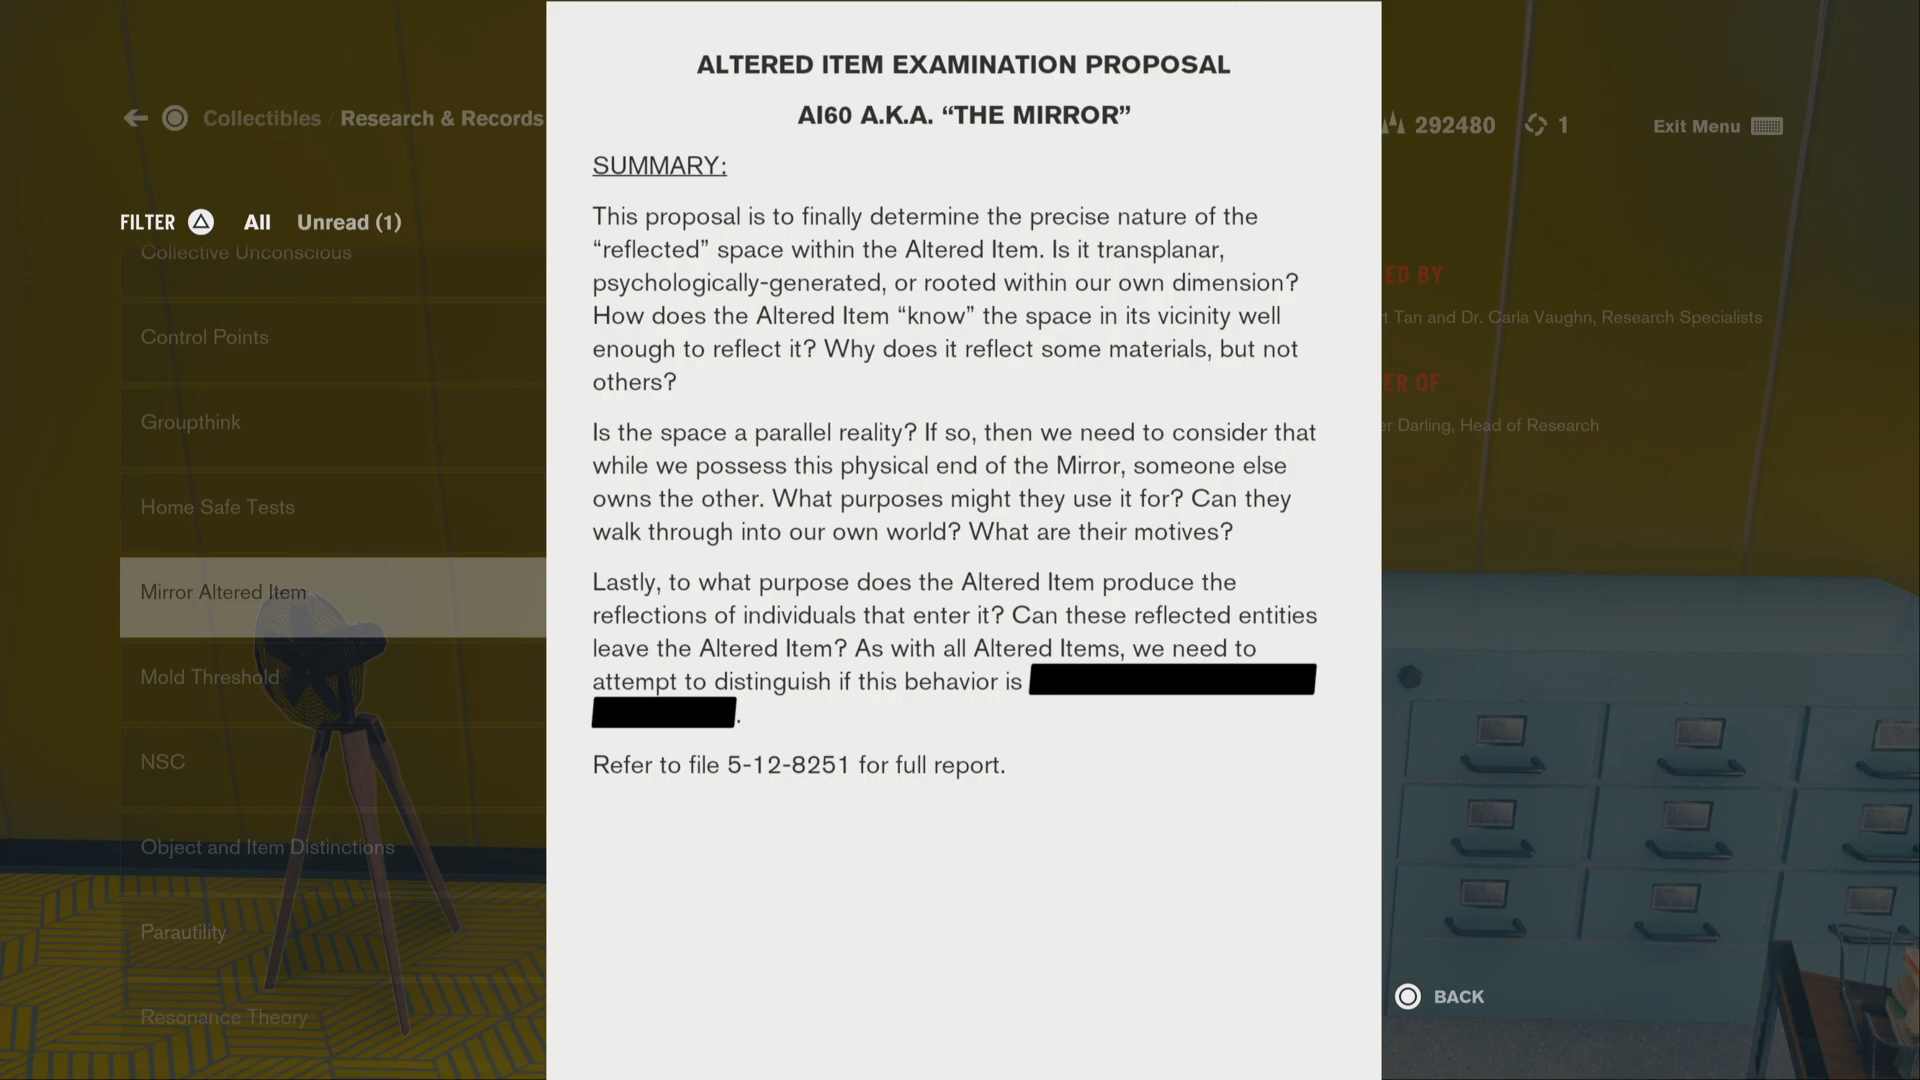 ALTERED ITEM EXAMINATION PROPOSAL
AI60 A.K.A. “THE MIRROR”
SUMMARY:
This proposal is to finally determine the precise nature of the
“reflected” space within the Altered Item. Is it transplanar,
psychologically-generated, or rooted within our own dimension?
How does the Altered Item “know” the space in its vicinity well
enough to reflect it? Why does it reflect some materials, but not
others?
Is the space a parallel reality? If so, then we need to consider that
while we possess this physical end of the Mirror, someone else
owns the other. What purposes might they use it for? Can they
walk through into our own world? What are their motives?
Lastly, to what purpose does the Altered Item produce the
reflections of individuals that enter it? Can these reflected entities
leave the Altered Item? As with all Altered Items, we need to
attempt to distinguish if this behavior is
.
Refer to file 5-12-8251 for full report.
Collectibles / Research & Records
FILTER All Unread (1)
Collective Unconscious
Control Points
Groupthink
Home Safe Tests
Mirror Altered Item
Mold Threshold
NSC
Object and Item Distinctions
Parautility
Resonance Theory
292480 1 Exit Menu
ED BY
t Tan and Dr. Carla Vaughn, Research Specialists
ER OF
er Darling, Head of Research
BACK